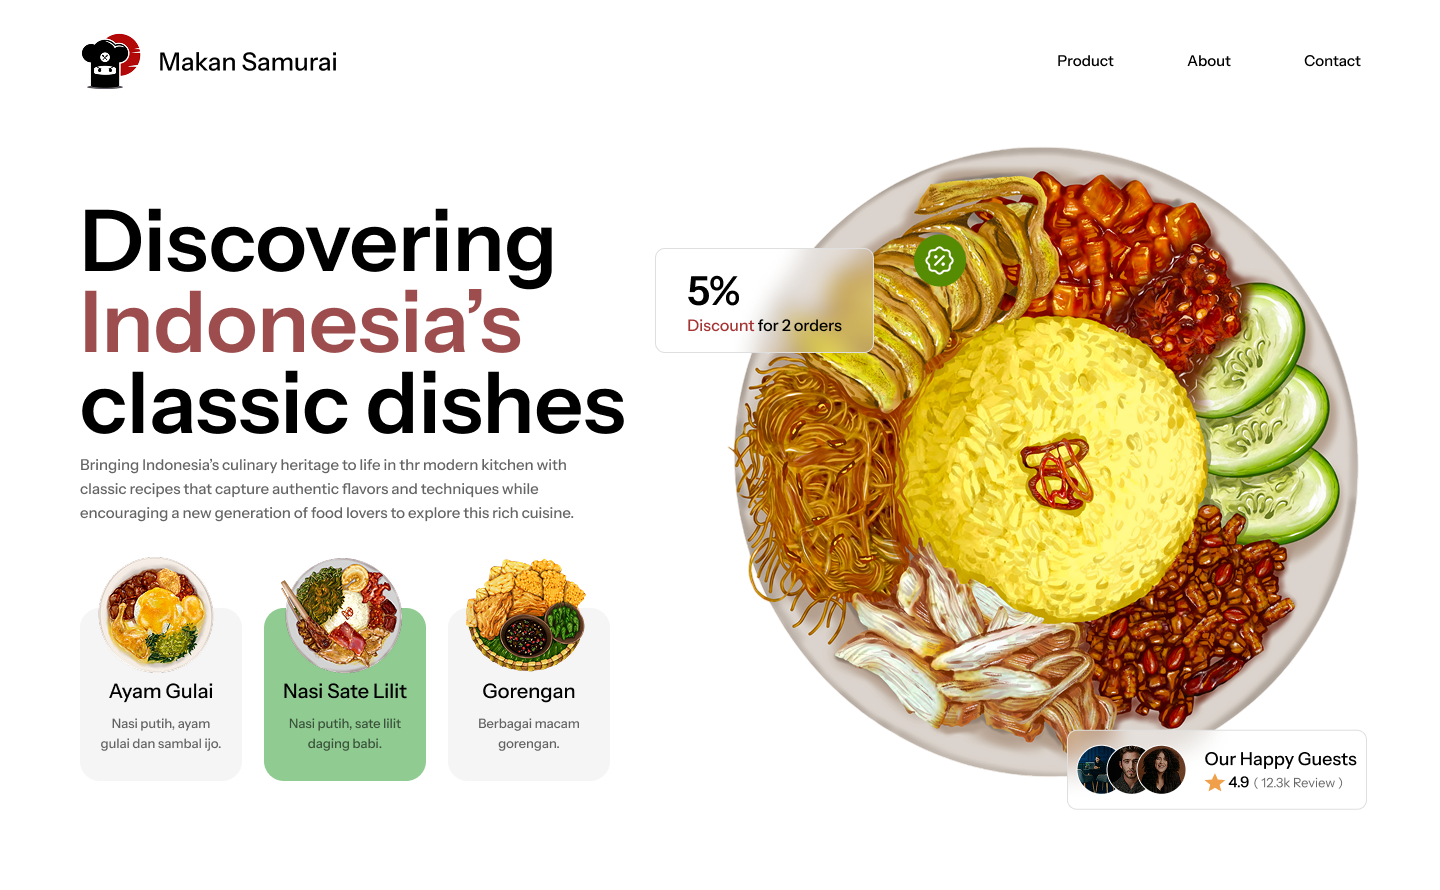 Makan Samurai
Product
About
Contact
Discovering
Indonesia’s
classic dishes
Bringing Indonesia’s culinary heritage to life in thr modern kitchen with
classic recipes that capture authentic flavors and techniques while
encouraging a new generation of food lovers to explore this rich cuisine.
5%
Discount for 2 orders
Ayam Gulai
Nasi putih, ayam
gulai dan sambal ijo.
Nasi Sate Lilit
Nasi putih, sate lilit
daging babi.
Gorengan
Berbagai macam
gorengan.
Our Happy Guests
4.9 ( 12.3k Review )